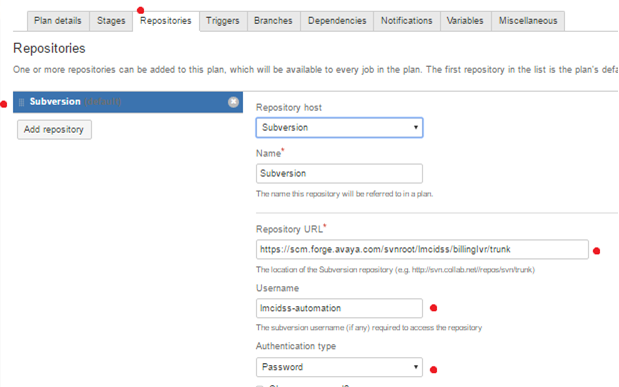 Plan details Stages Repositories Triggers Branches Dependencies Notifications Variables Miscellaneous
Repositories
One or more repositories can be added to this plan, which will be available to every job in the plan. The first repository in the list is the plan's defa
Subversion (default)
Add repository
Repository host
Subversion
Name*
Subversion
The name this repository will be referred to in a plan.
Repository URL*
https://scm.forge.avaya.com/svnroot/lmcidss/billingIvr/trunk
The location of the Subversion repository (e.g. http://svn.collab.net/repos/svn/trunk)
Username
lmcidss-automation
The subversion username (if any) required to access the repository
Authentication type
Password